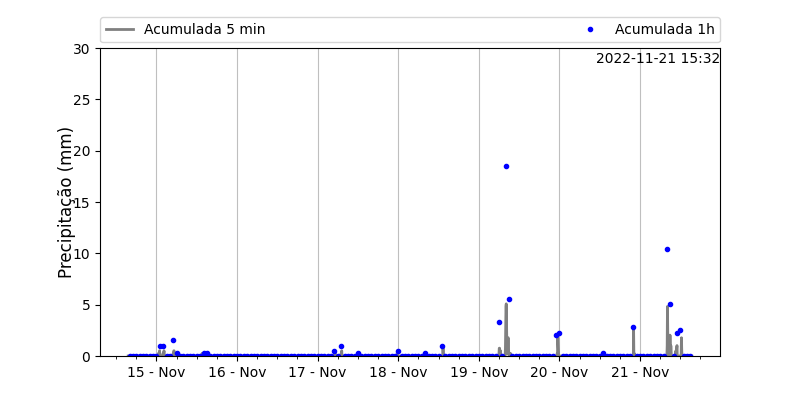 Acumulada 5 min
Acumulada 1h
2022-11-21 15:32
Precipitação (mm)
30
25
20
15
10
5
0
15 - Nov
16 - Nov
17 - Nov
18 - Nov
19 - Nov
20 - Nov
21 - Nov